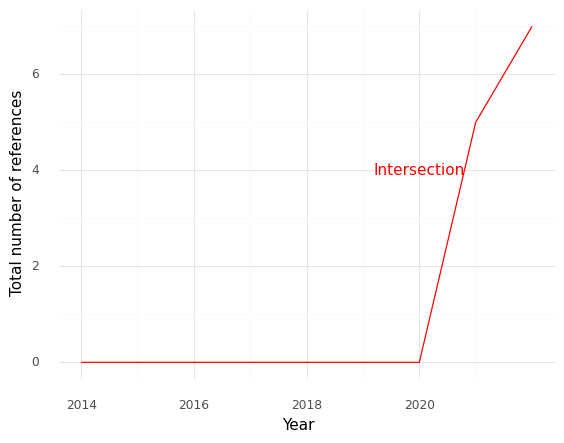 Total number of references
6
4
2
0
Intersection
2014 2016 2018 2020
Year